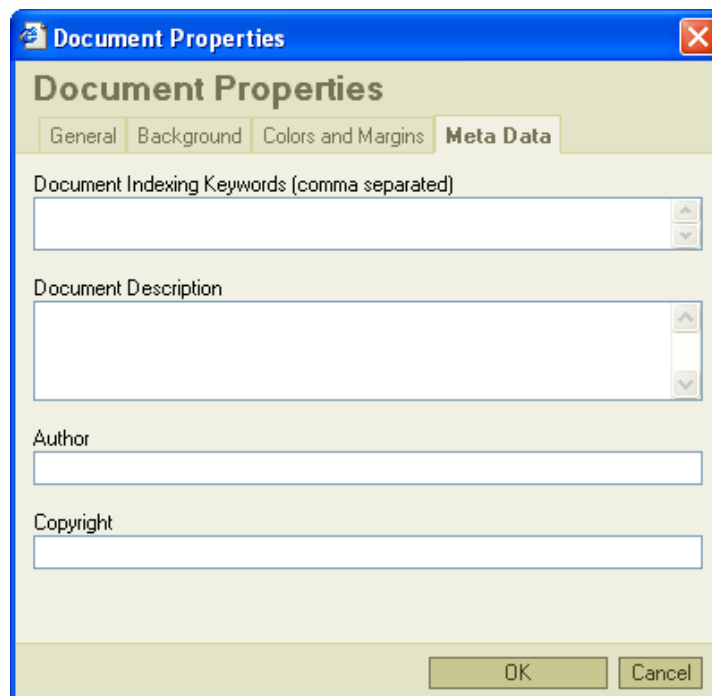 Document Properties
Document Properties
General Background Colors and Margins Meta Data
Document Indexing Keywords (comma separated)
Document Description
Author
Copyright
OK Cancel